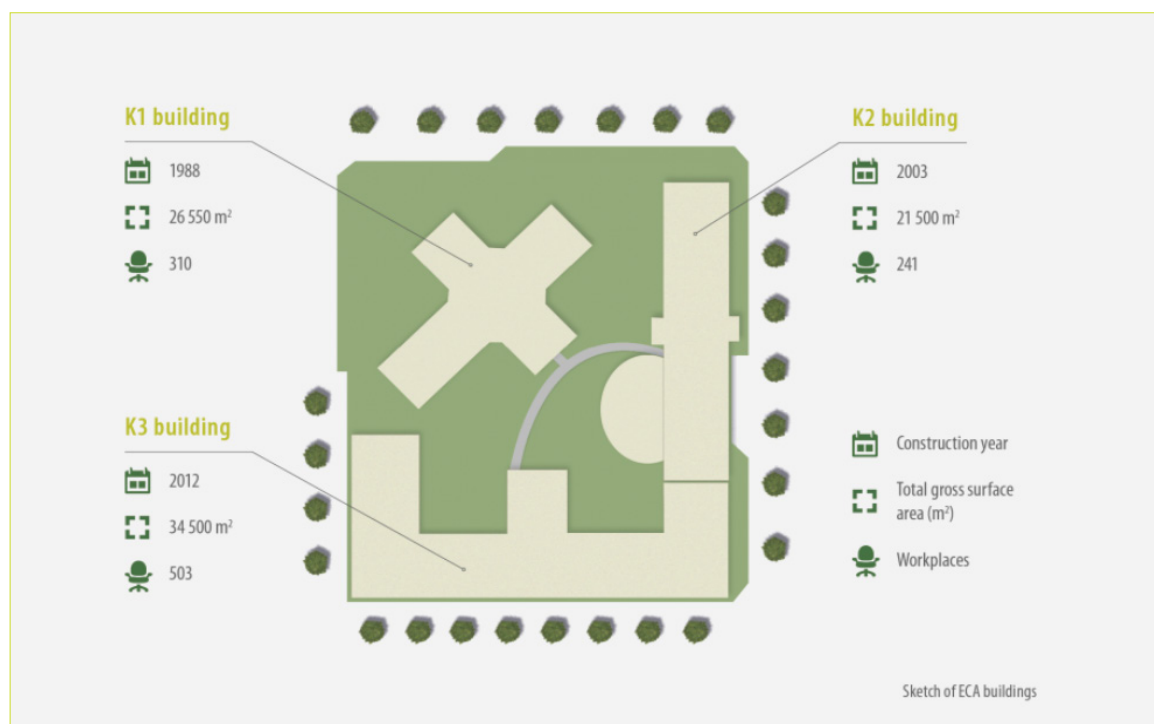 K1 building
1988
26 550 m²
310
K2 building
2003
21 500 m²
241
K3 building
2012
34 500 m²
503
Construction year
Total gross surface
area (m²)
Workplaces
Sketch of ECA buildings